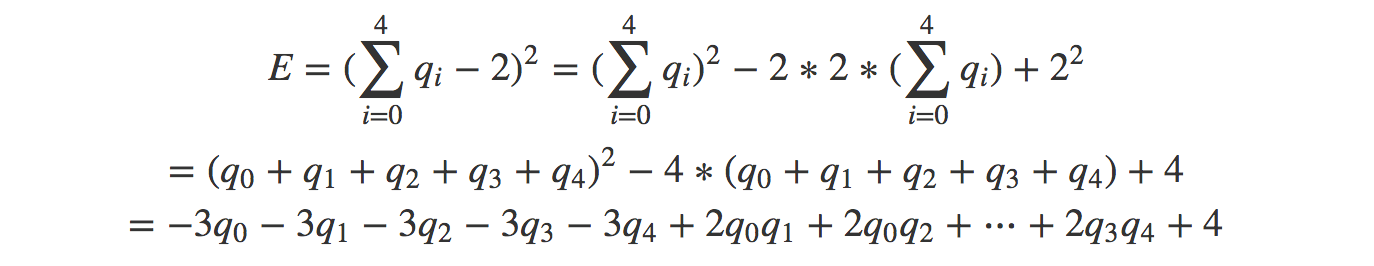 E = (∑_{i=0}^{4} q_i − 2)^2 = (∑_{i=0}^{4} q_i)^2 − 2 ∗ 2 ∗ (∑_{i=0}^{4} q_i) + 2^2
= (q_0 + q_1 + q_2 + q_3 + q_4)^2 − 4 ∗ (q_0 + q_1 + q_2 + q_3 + q_4) + 4
= −3q_0 − 3q_1 − 3q_2 − 3q_3 − 3q_4 + 2q_0q_1 + 2q_0q_2 + ⋯ + 2q_3q_4 + 4